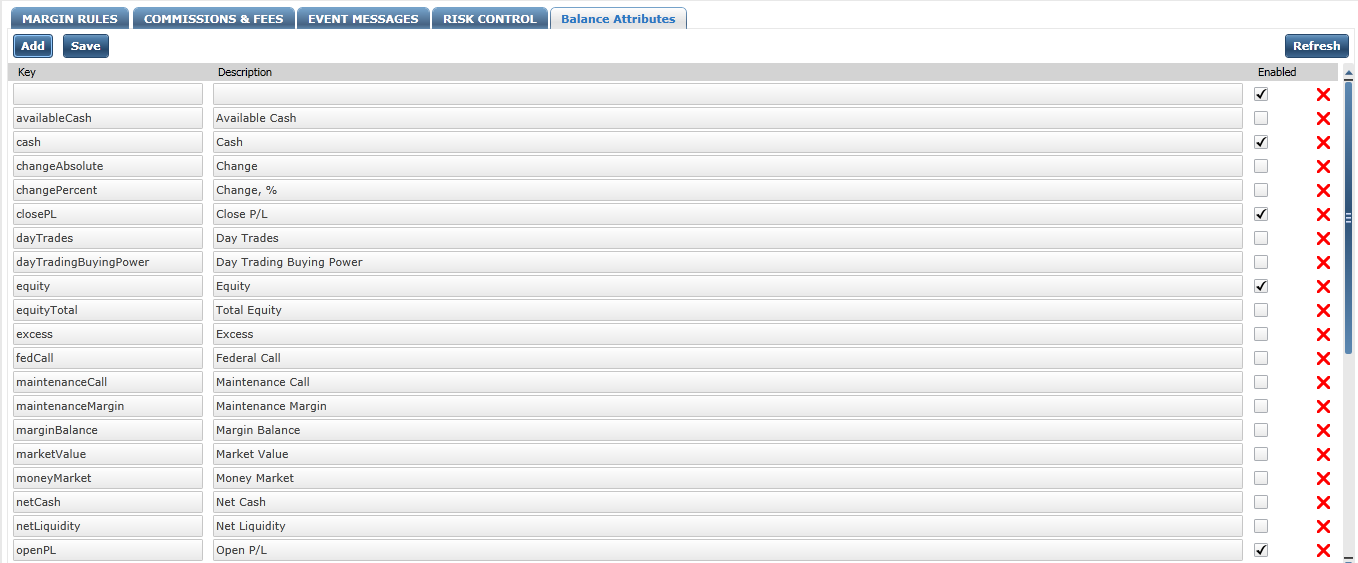 MARGIN RULES COMMISSIONS & FEES EVENT MESSAGES RISK CONTROL Balance Attributes
Add Save Refresh
Key Description Enabled
availableCash Available Cash
cash Cash
changeAbsolute Change
changePercent Change, %
closePL Close P/L
dayTrades Day Trades
dayTradingBuyingPower Day Trading Buying Power
equity Equity
equityTotal Total Equity
excess Excess
fedCall Federal Call
maintenanceCall Maintenance Call
maintenanceMargin Maintenance Margin
marginBalance Margin Balance
marketValue Market Value
moneyMarket Money Market
netCash Net Cash
netLiquidity Net Liquidity
openPL Open P/L